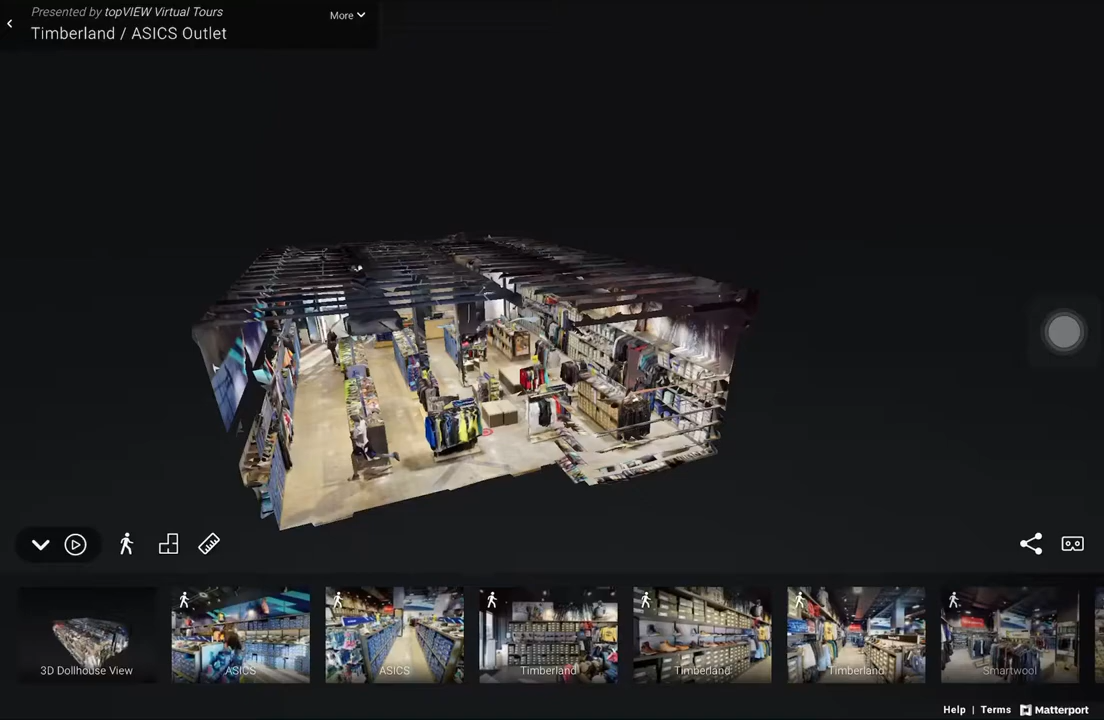 Presented by topVIEW Virtual Tours
More
Timberland / ASICS Outlet
3D Dollhouse View
ASICS
ASICS
Timberland
Timberland
Timberland
Smartwool
Help | Terms Matterport